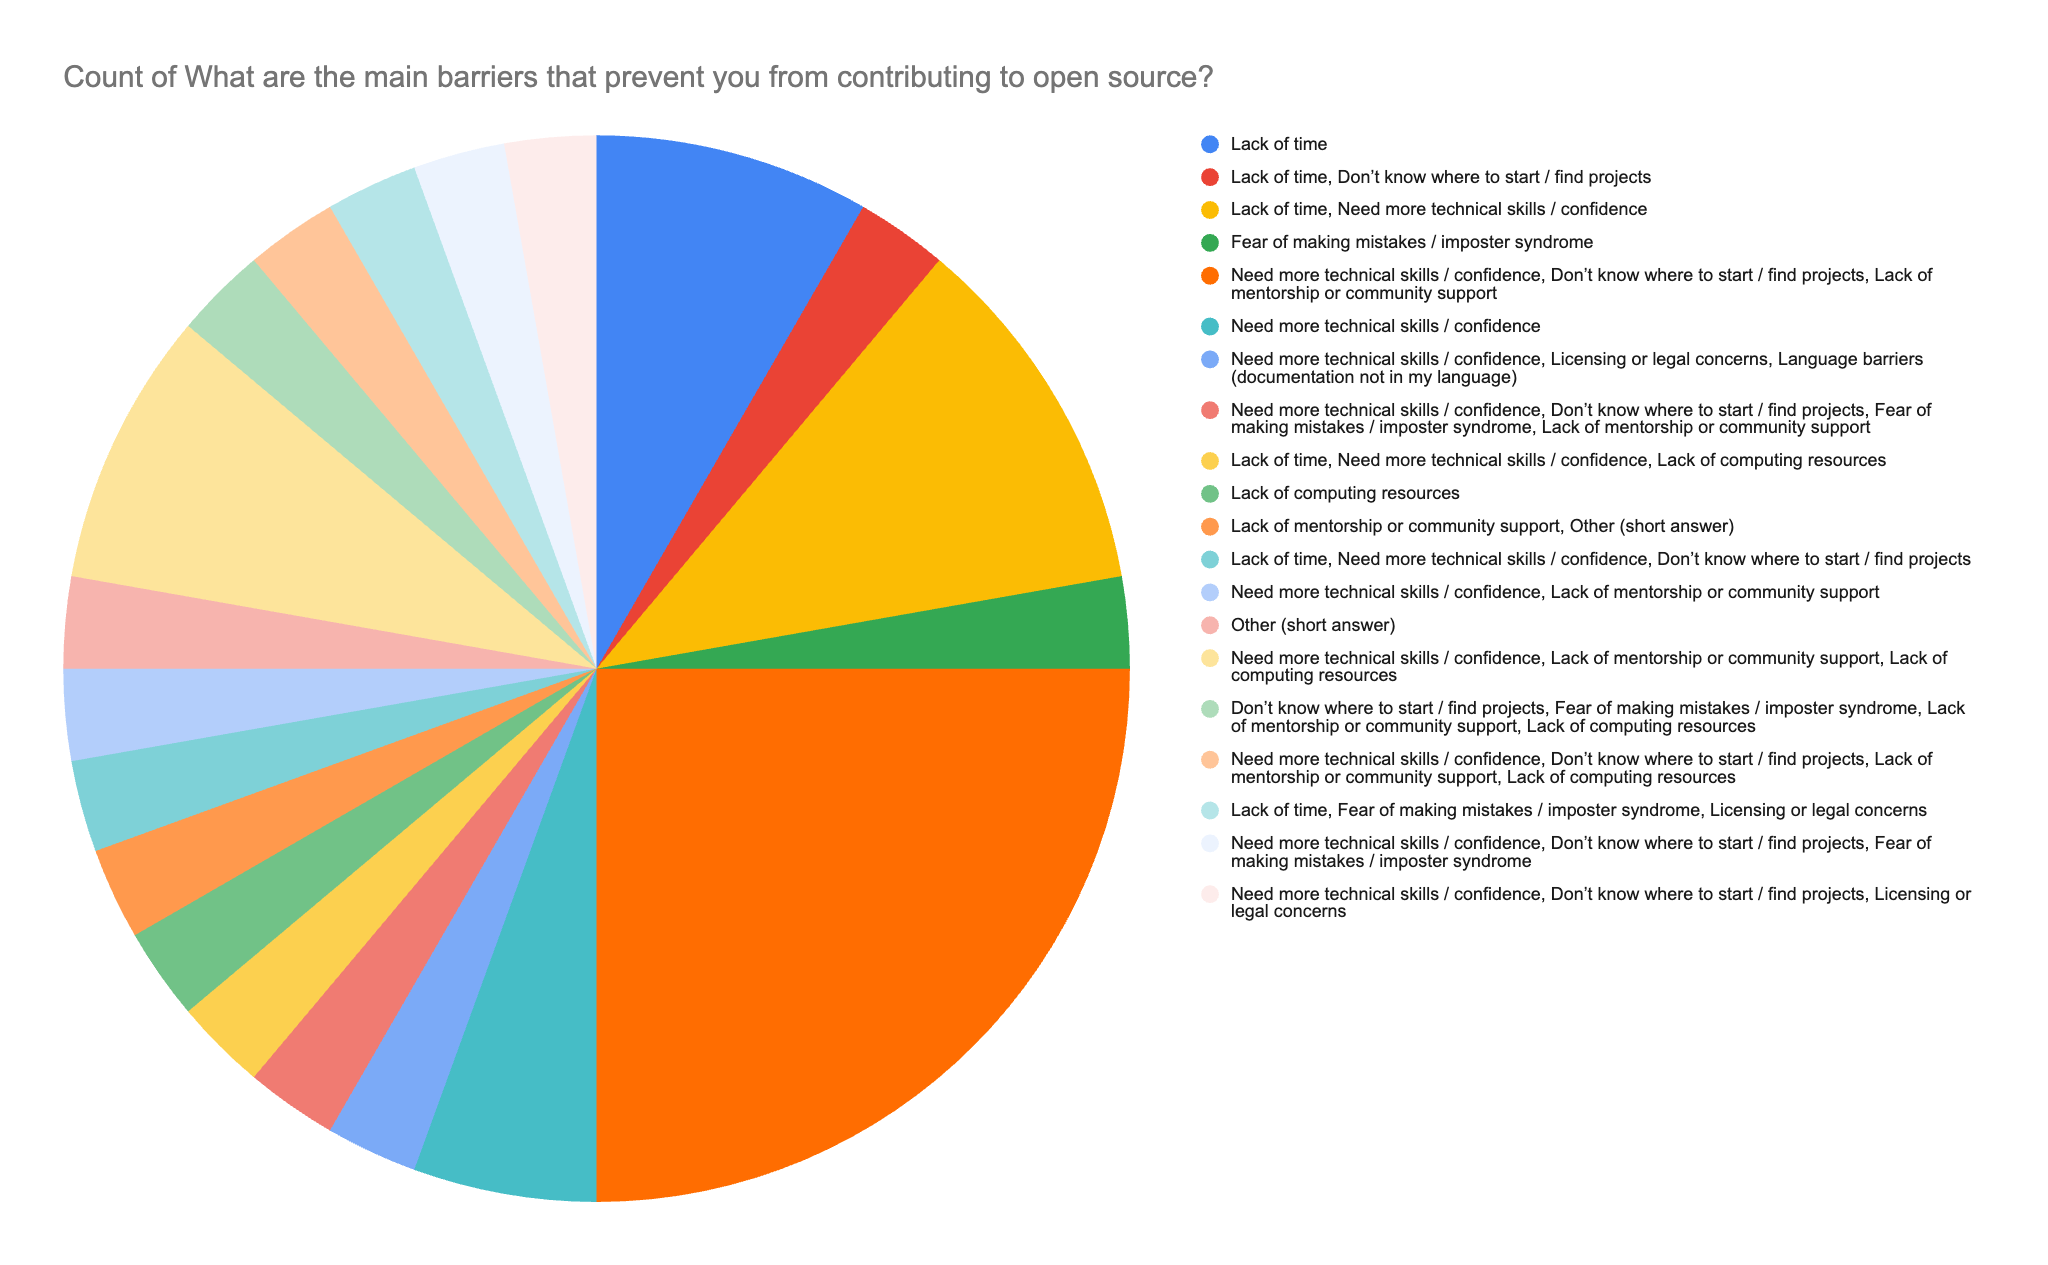 Count of What are the main barriers that prevent you from contributing to open source?
Lack of time
Lack of time, Don’t know where to start / find projects
Lack of time, Need more technical skills / confidence
Fear of making mistakes / imposter syndrome
Need more technical skills / confidence, Don’t know where to start / find projects, Lack of
mentorship or community support
Need more technical skills / confidence
Need more technical skills / confidence, Licensing or legal concerns, Language barriers
(documentation not in my language)
Need more technical skills / confidence, Don’t know where to start / find projects, Fear of
making mistakes / imposter syndrome, Lack of mentorship or community support
Lack of time, Need more technical skills / confidence, Lack of computing resources
Lack of computing resources
Lack of mentorship or community support, Other (short answer)
Lack of time, Need more technical skills / confidence, Don’t know where to start / find projects
Need more technical skills / confidence, Lack of mentorship or community support
Other (short answer)
Need more technical skills / confidence, Lack of mentorship or community support, Lack of
computing resources
Don’t know where to start / find projects, Fear of making mistakes / imposter syndrome, Lack
of mentorship or community support, Lack of computing resources
Need more technical skills / confidence, Don’t know where to start / find projects, Lack of
mentorship or community support, Lack of computing resources
Lack of time, Fear of making mistakes / imposter syndrome, Licensing or legal concerns
Need more technical skills / confidence, Don’t know where to start / find projects, Fear of
making mistakes / imposter syndrome
Need more technical skills / confidence, Don’t know where to start / find projects, Licensing or
legal concerns